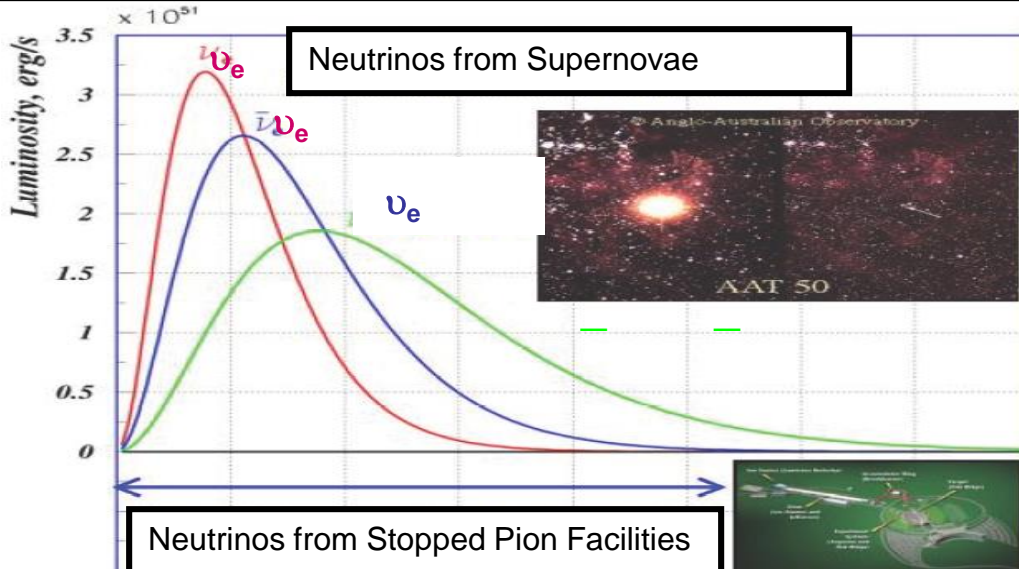 × 10⁵¹
Luminosity, erg/s
3.5
3
2.5
2
1.5
1
0.5
0
Neutrinos from Supernovae
υe
ν̄ υe
υe
© Anglo-Australian Observatory
AAT 50
Neutrinos from Stopped Pion Facilities